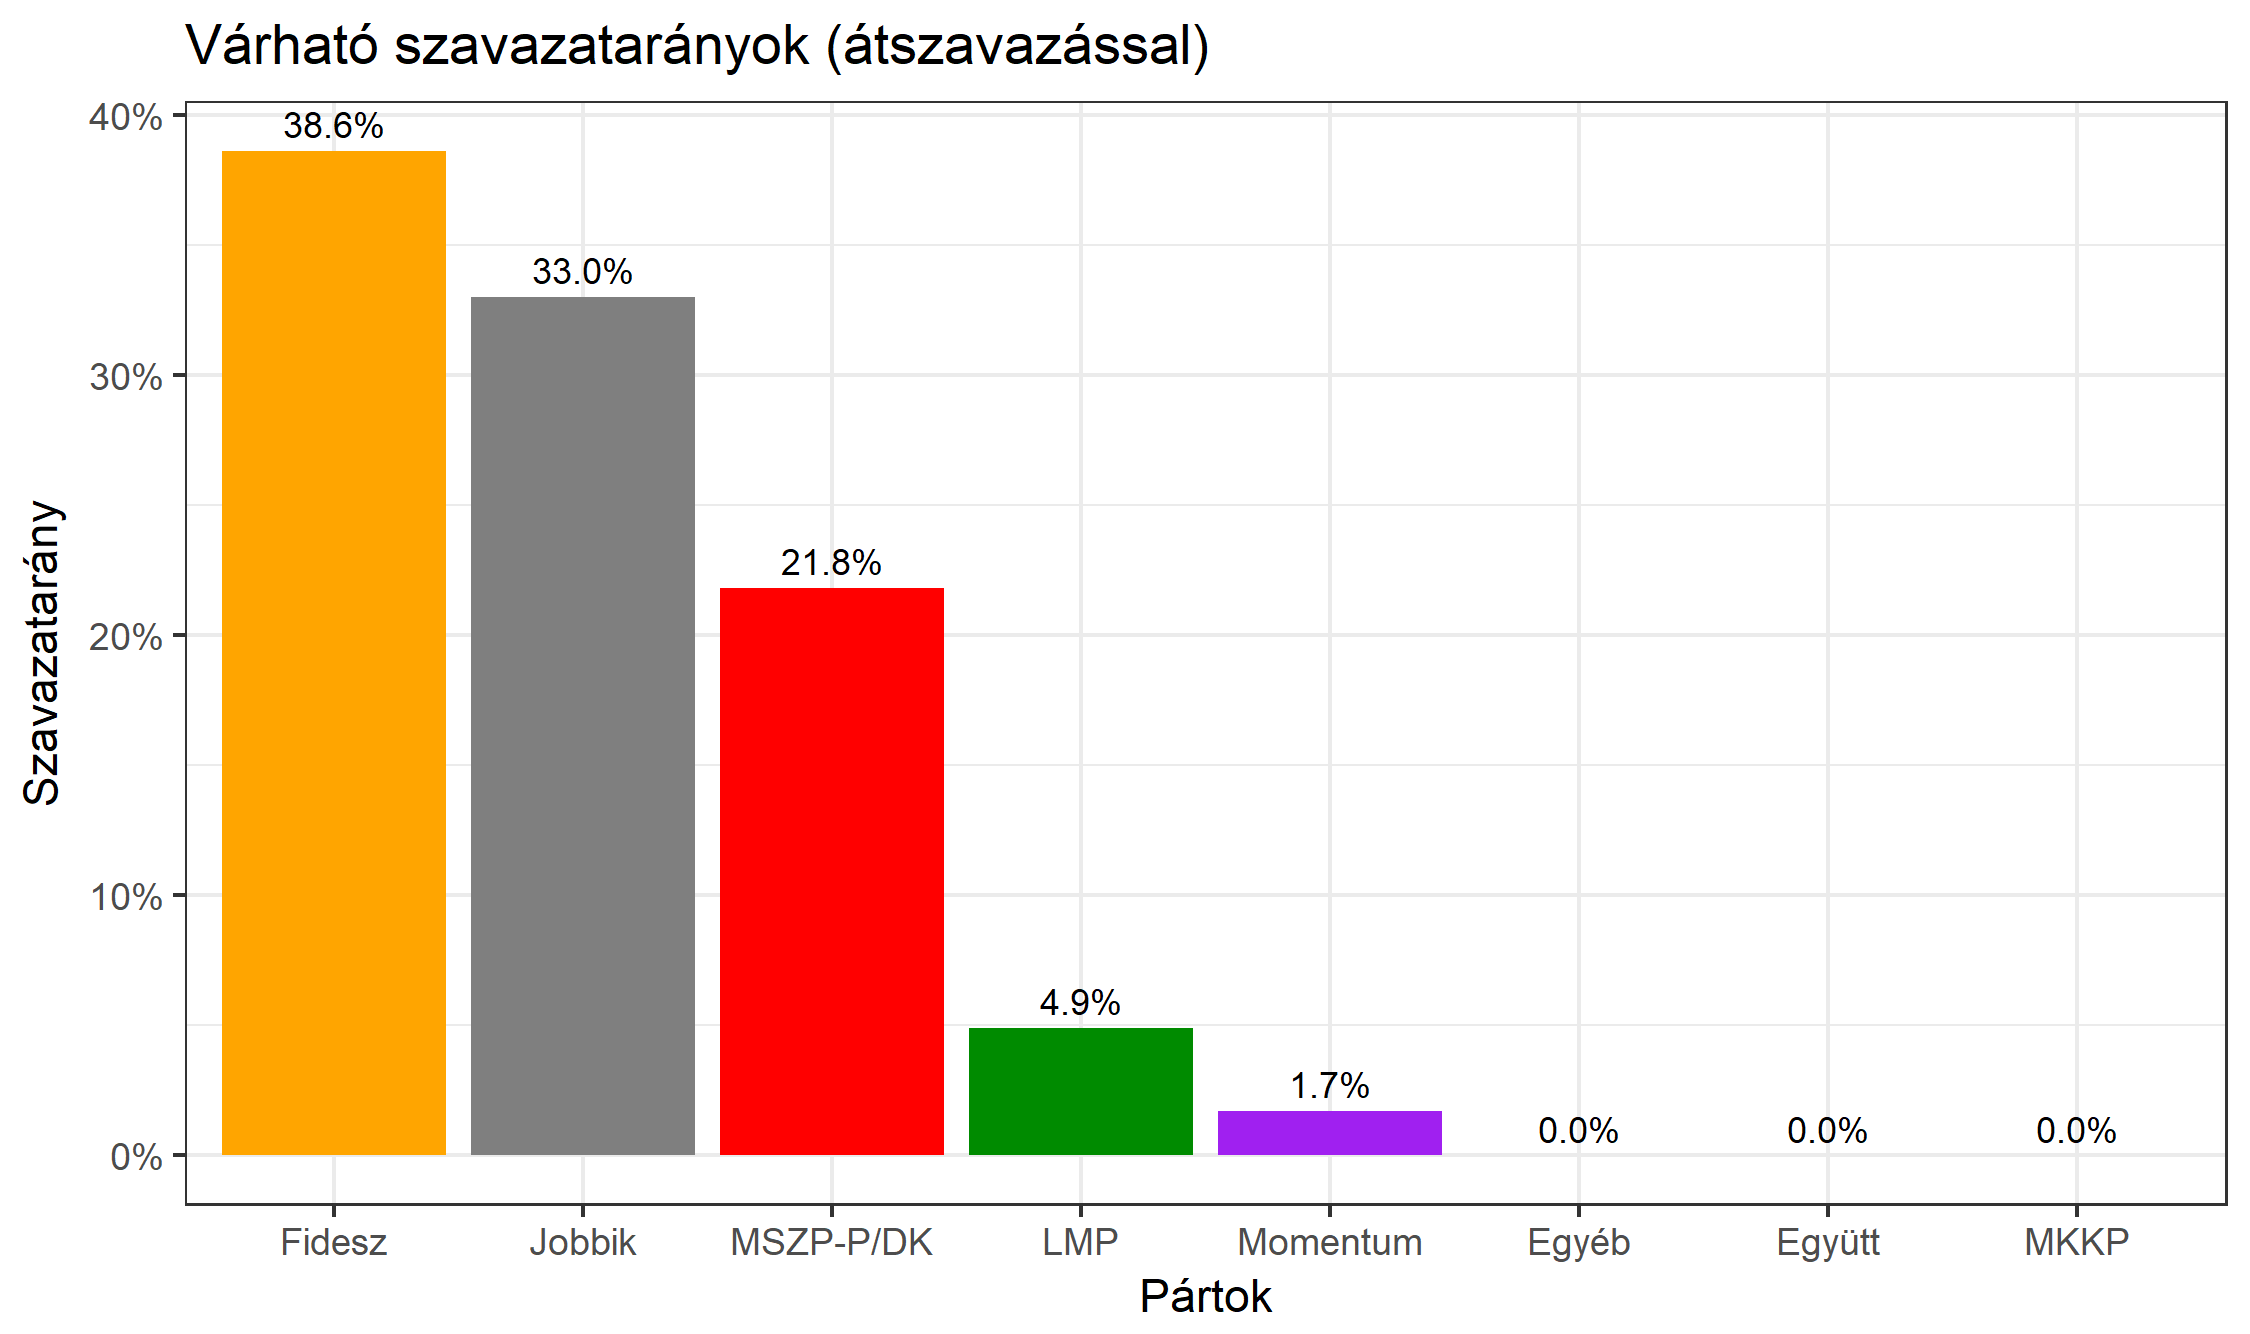 Várható szavazatarányok (átszavazással)
40%
30%
20%
10%
0%
Szavazatarány
38.6%
33.0%
21.8%
4.9%
1.7%
0.0%
0.0%
0.0%
Fidesz
Jobbik
MSZP-P/DK
LMP
Momentum
Egyéb
Együtt
MKKP
Pártok